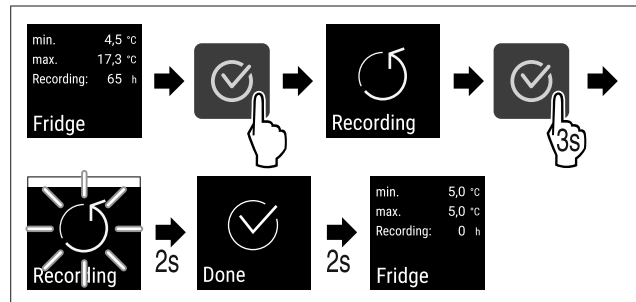 min. 4,5 °C
max. 17,3 °C
Recording: 65 h
Fridge
Recording
3s
Recording
2s
Done
2s
min. 5,0 °C
max. 5,0 °C
Recording: 0 h
Fridge